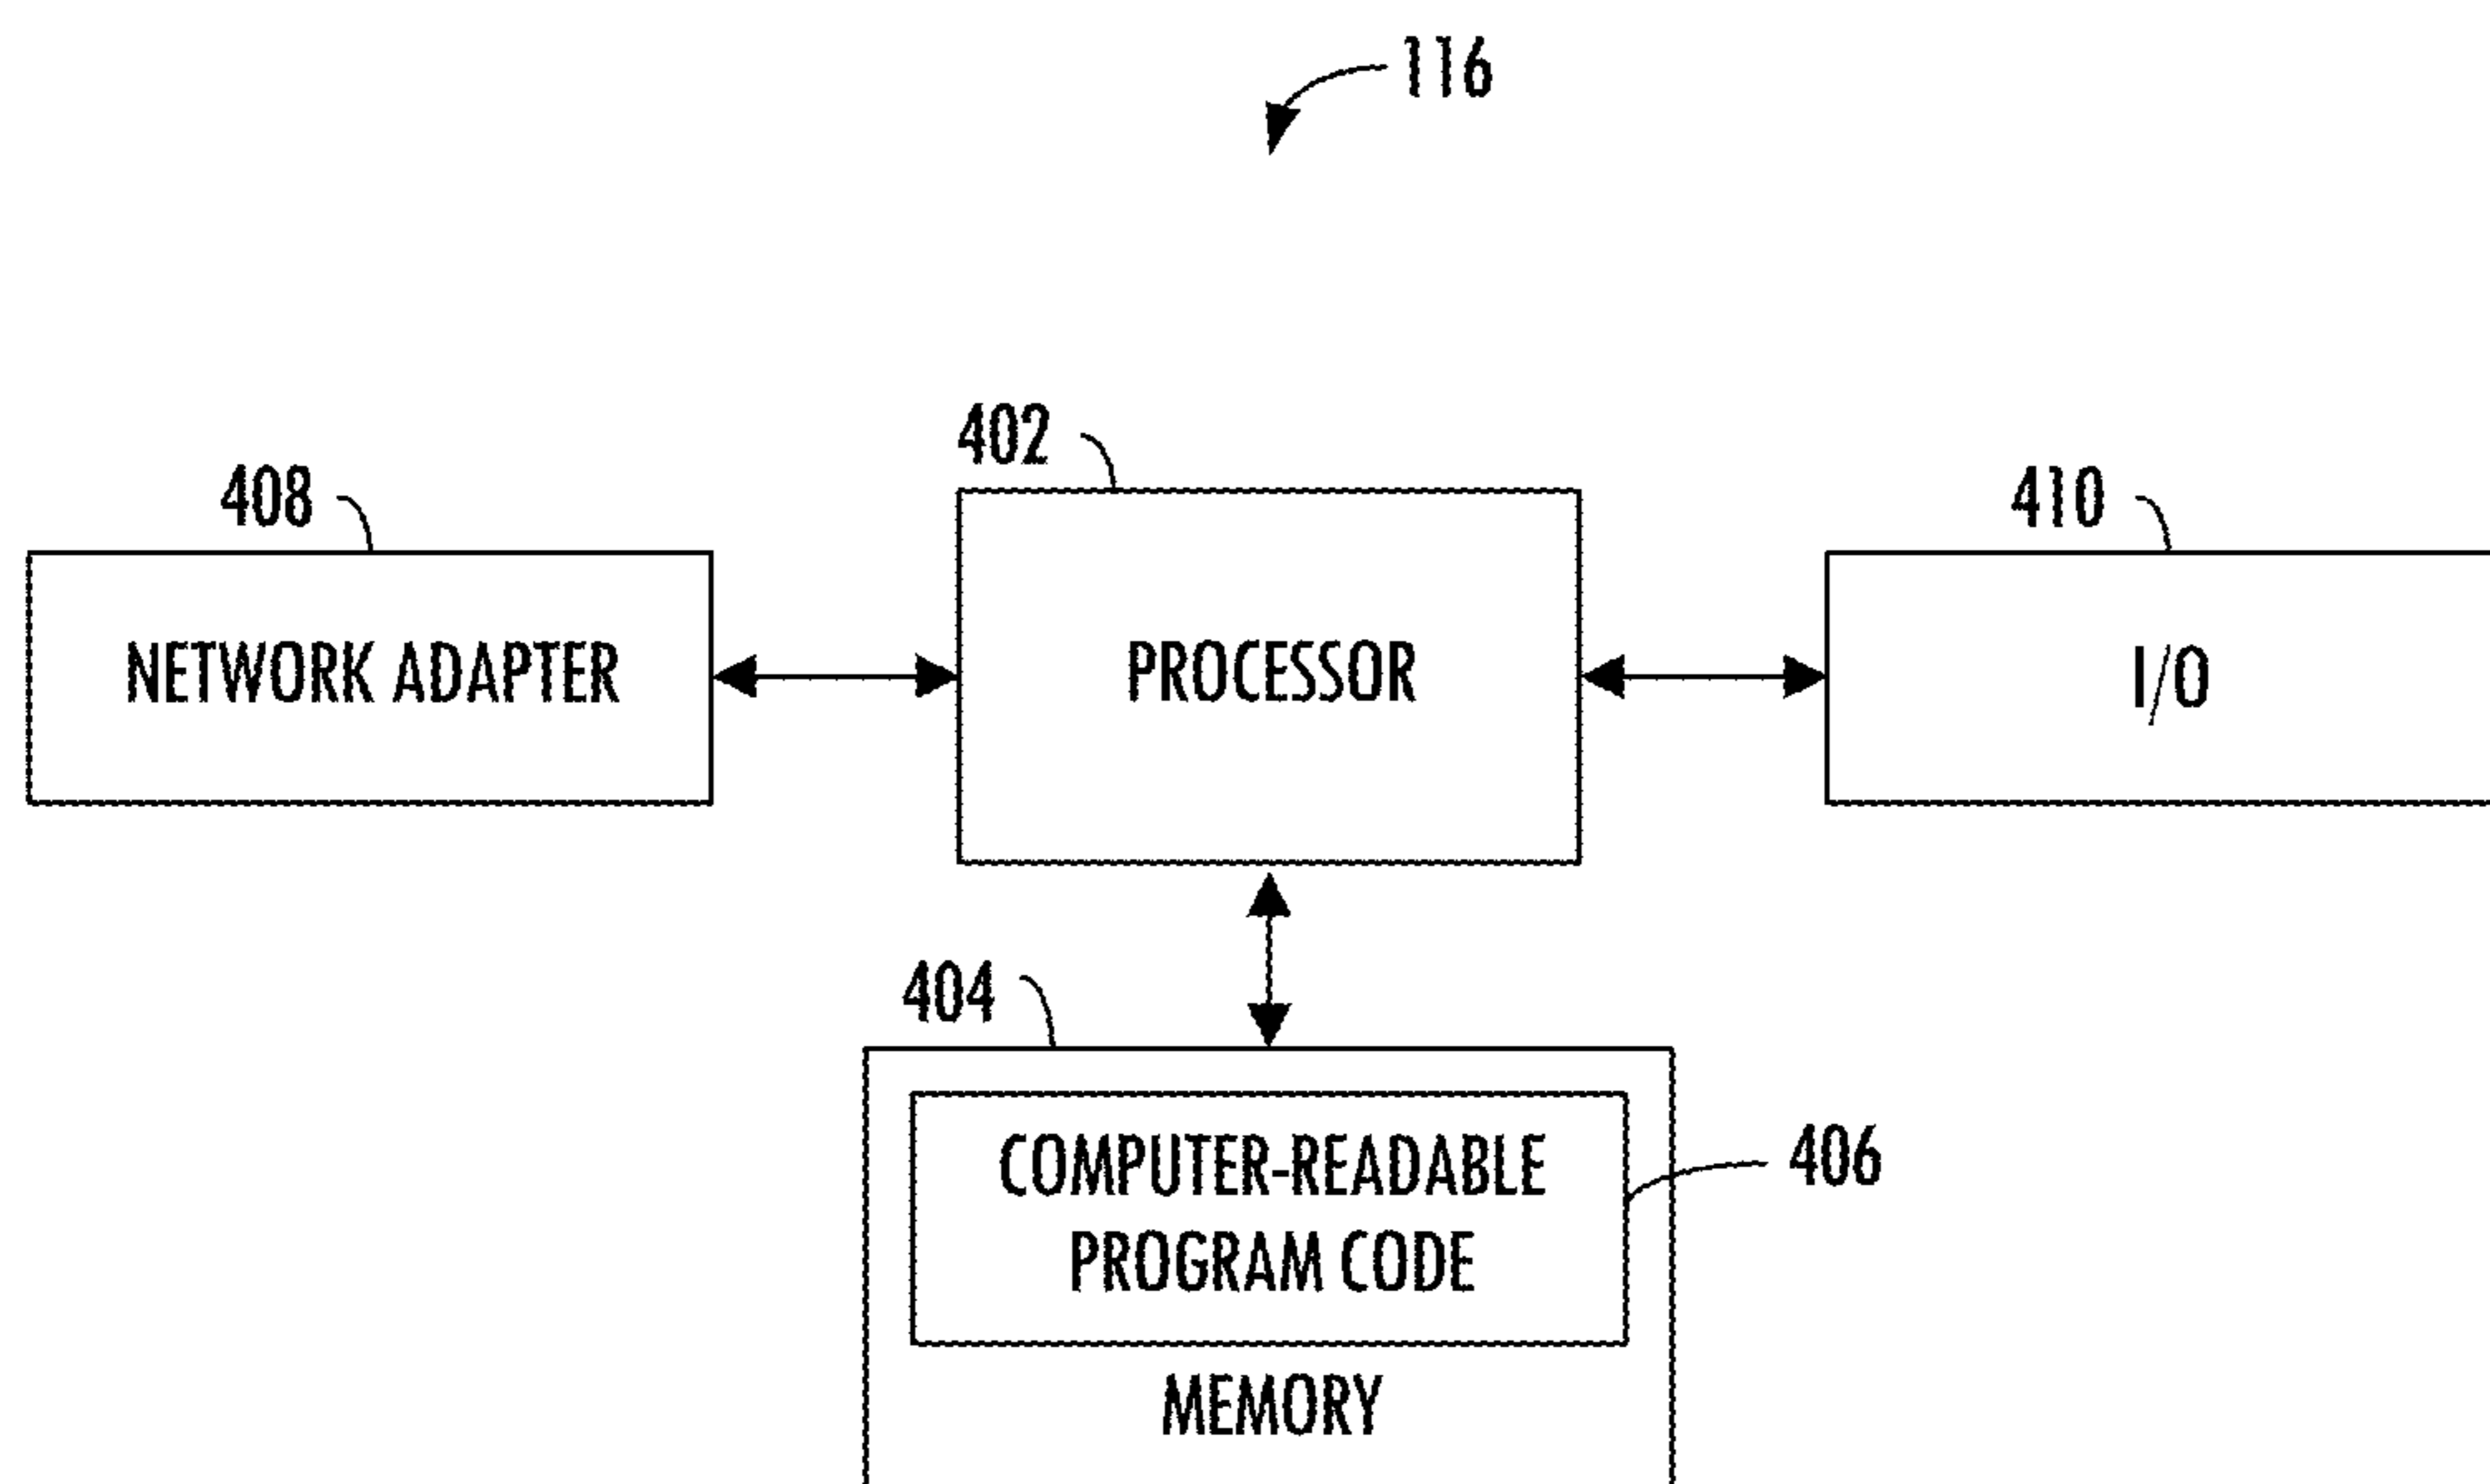 116
402
408
410
NETWORK ADAPTER
PROCESSOR
I/O
404
COMPUTER-READABLE
PROGRAM CODE
406
MEMORY